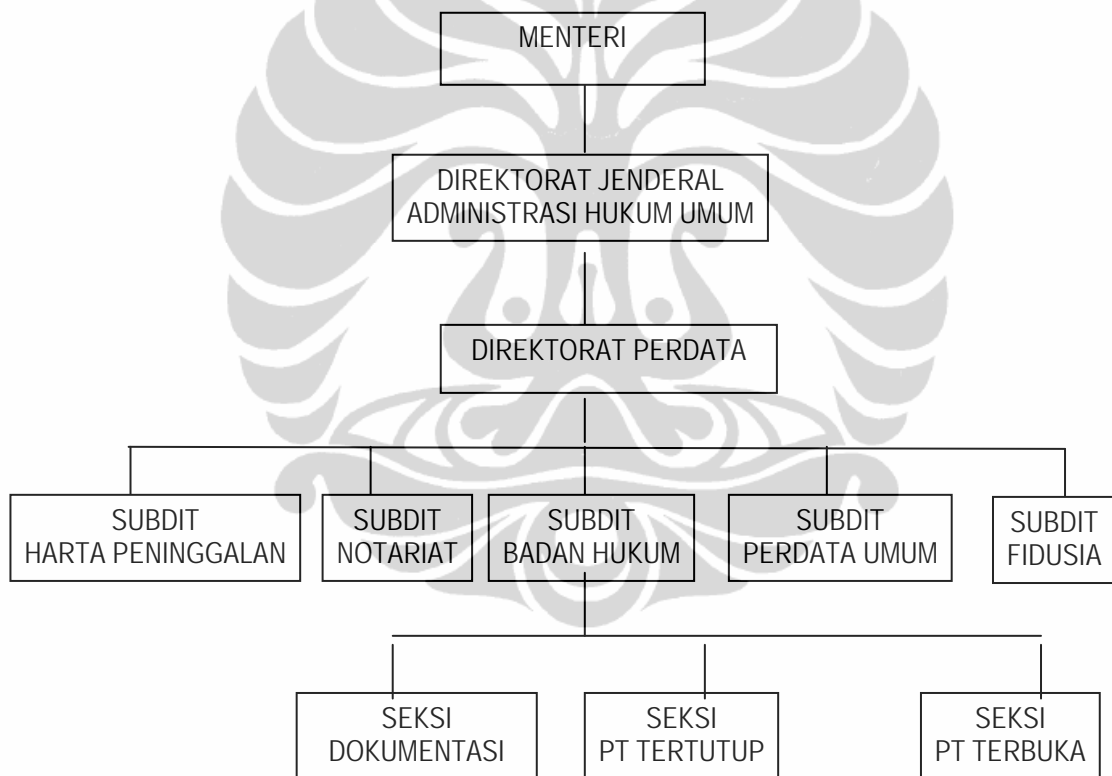 MENTERI
DIREKTORAT JENDERAL
ADMINISTRASI HUKUM UMUM
DIREKTORAT PERDATA
SUBDIT
HARTA PENINGGALAN
SUBDIT
NOTARIAT
SUBDIT
BADAN HUKUM
SUBDIT
PERDATA UMUM
SUBDIT
FIDUSIA
SEKSI
DOKUMENTASI
SEKSI
PT TERTUTUP
SEKSI
PT TERBUKA